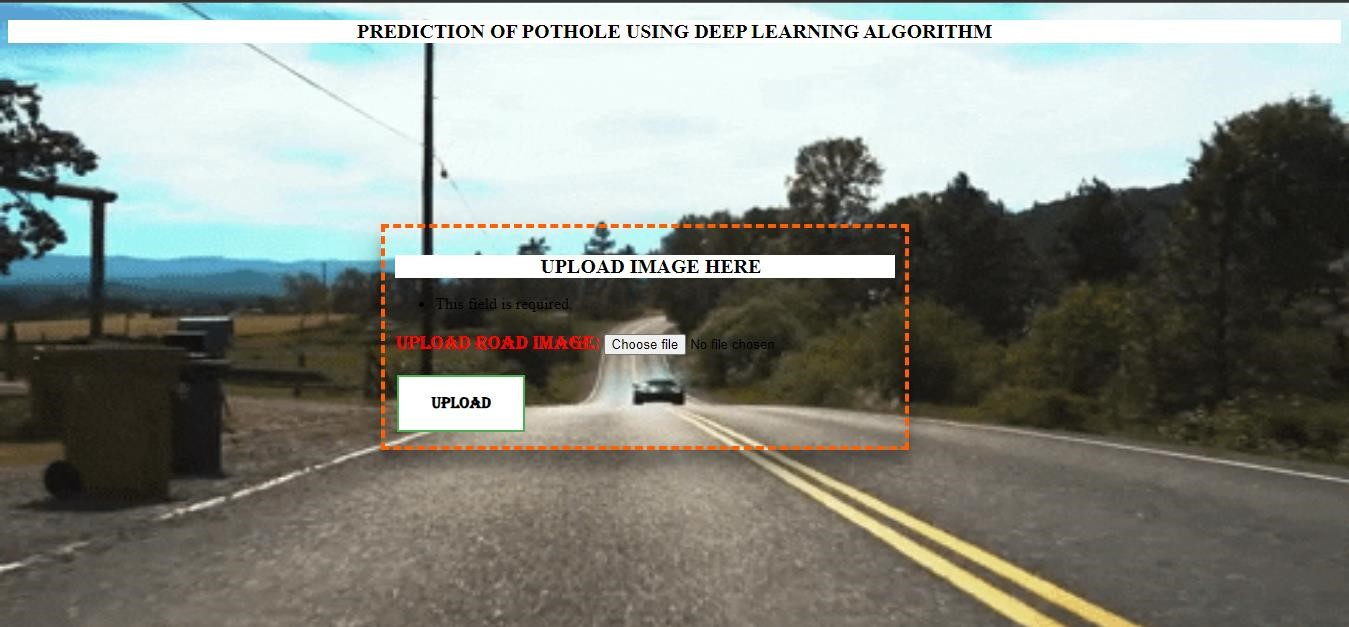 PREDICTION OF POTHOLE USING DEEP LEARNING ALGORITHM
UPLOAD IMAGE HERE
• This field is required.
UPLOAD ROAD IMAGE: Choose file No file chosen
UPLOAD